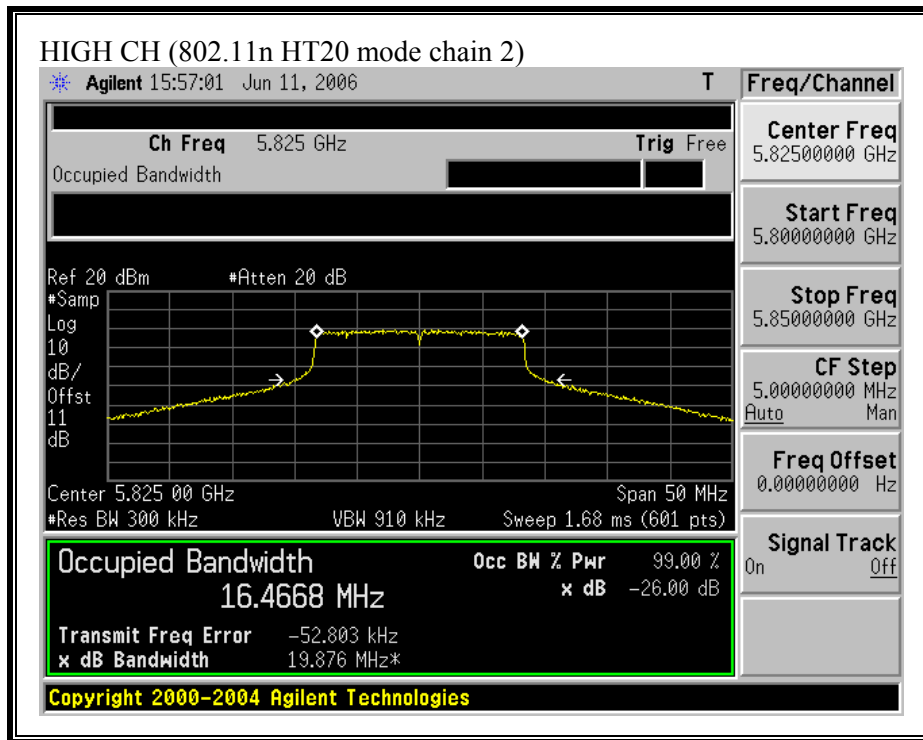 HIGH CH (802.11n HT20 mode chain 2)
Agilent 15:57:01 Jun 11, 2006 T
Freq/Channel
Ch Freq 5.825 GHz Trig Free
Occupied Bandwidth
Center Freq
5.82500000 GHz
Start Freq
5.80000000 GHz
Stop Freq
5.85000000 GHz
CF Step
5.00000000 MHz
Auto Man
Freq Offset
0.00000000 Hz
Signal Track
On Off
Ref 20 dBm #Atten 20 dB
#Samp
Log
10
dB/
Offst
11
dB
Center 5.825 00 GHz Span 50 MHz
#Res BW 300 kHz VBW 910 kHz Sweep 1.68 ms (601 pts)
Occupied Bandwidth
16.4668 MHz
Occ BW % Pwr 99.00 %
x dB -26.00 dB
Transmit Freq Error -52.803 kHz
x dB Bandwidth 19.876 MHz*
Copyright 2000-2004 Agilent Technologies